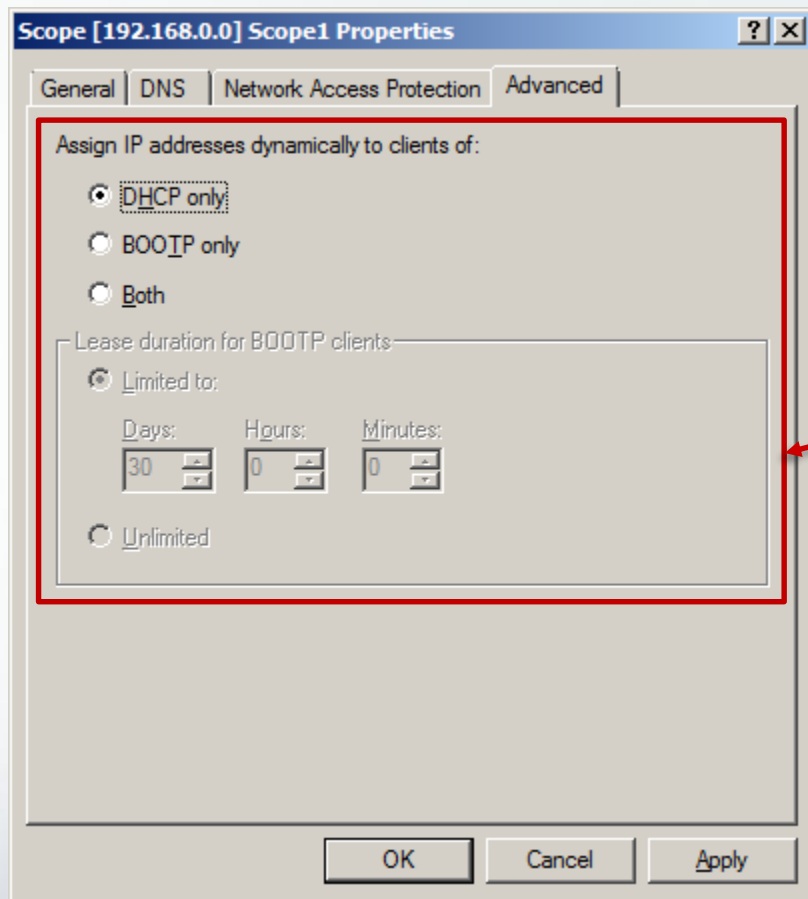 Scope [192.168.0.0] Scope1 Properties
General DNS Network Access Protection Advanced
Assign IP addresses dynamically to clients of:
DHCP only
BOOTP only
Both
Lease duration for BOOTP clients
Limited to:
Days: Hours: Minutes:
30 0 0
Unlimited
OK Cancel Apply